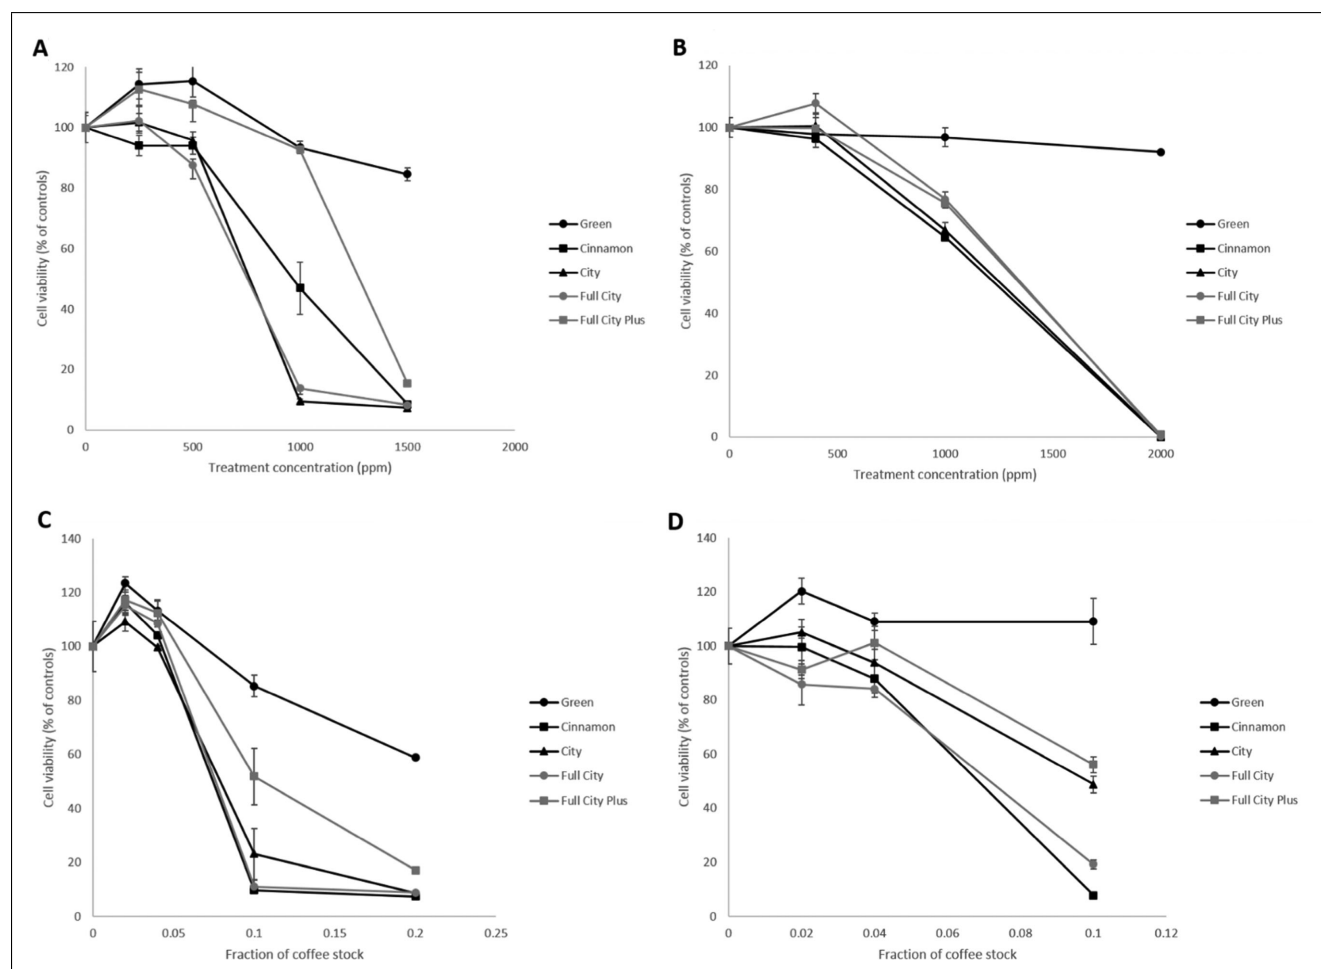 A
120
100
80
60
40
20
0
Cell viability (% of controls)
0 500 1000 1500 2000
Treatment concentration (ppm)
Green
Cinnamon
City
Full City
Full City Plus
B
120
100
80
60
40
20
0
Cell viability (% of controls)
0 500 1000 1500 2000
Treatment concentration (ppm)
Green
Cinnamon
City
Full City
Full City Plus
C
140
120
100
80
60
40
20
0
Cell viability (% of controls)
0 0.05 0.1 0.15 0.2 0.25
Fraction of coffee stock
Green
Cinnamon
City
Full City
Full City Plus
D
140
120
100
80
60
40
20
0
Cell viability (% of controls)
0 0.02 0.04 0.06 0.08 0.1 0.12
Fraction of coffee stock
Green
Cinnamon
City
Full City
Full City Plus